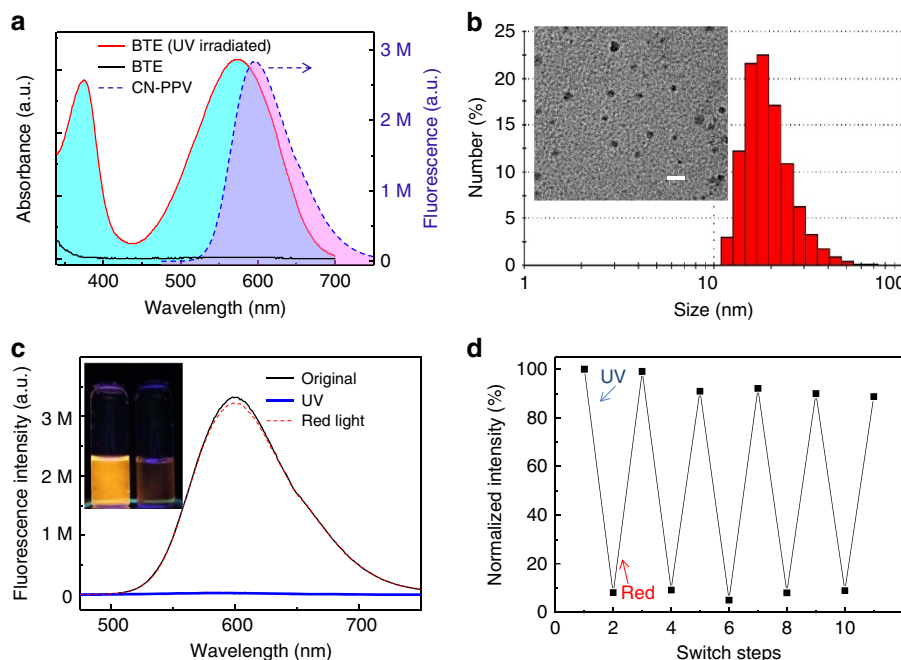 a
BTE (UV irradiated)
BTE
CN-PPV
Absorbance (a.u.)
3 M
2 M
1 M
0
Fluorescence (a.u.)
400 500 600 700
Wavelength (nm)
b
Number (%)
25
20
15
10
5
0
1 10 100
Size (nm)
c
Original
UV
Red light
Fluorescence intensity (a.u.)
3 M
2 M
1 M
0
500 600 700
Wavelength (nm)
d
UV
Red
Normalized intensity (%)
100
80
60
40
20
10
0
0 2 4 6 8 10
Switch steps